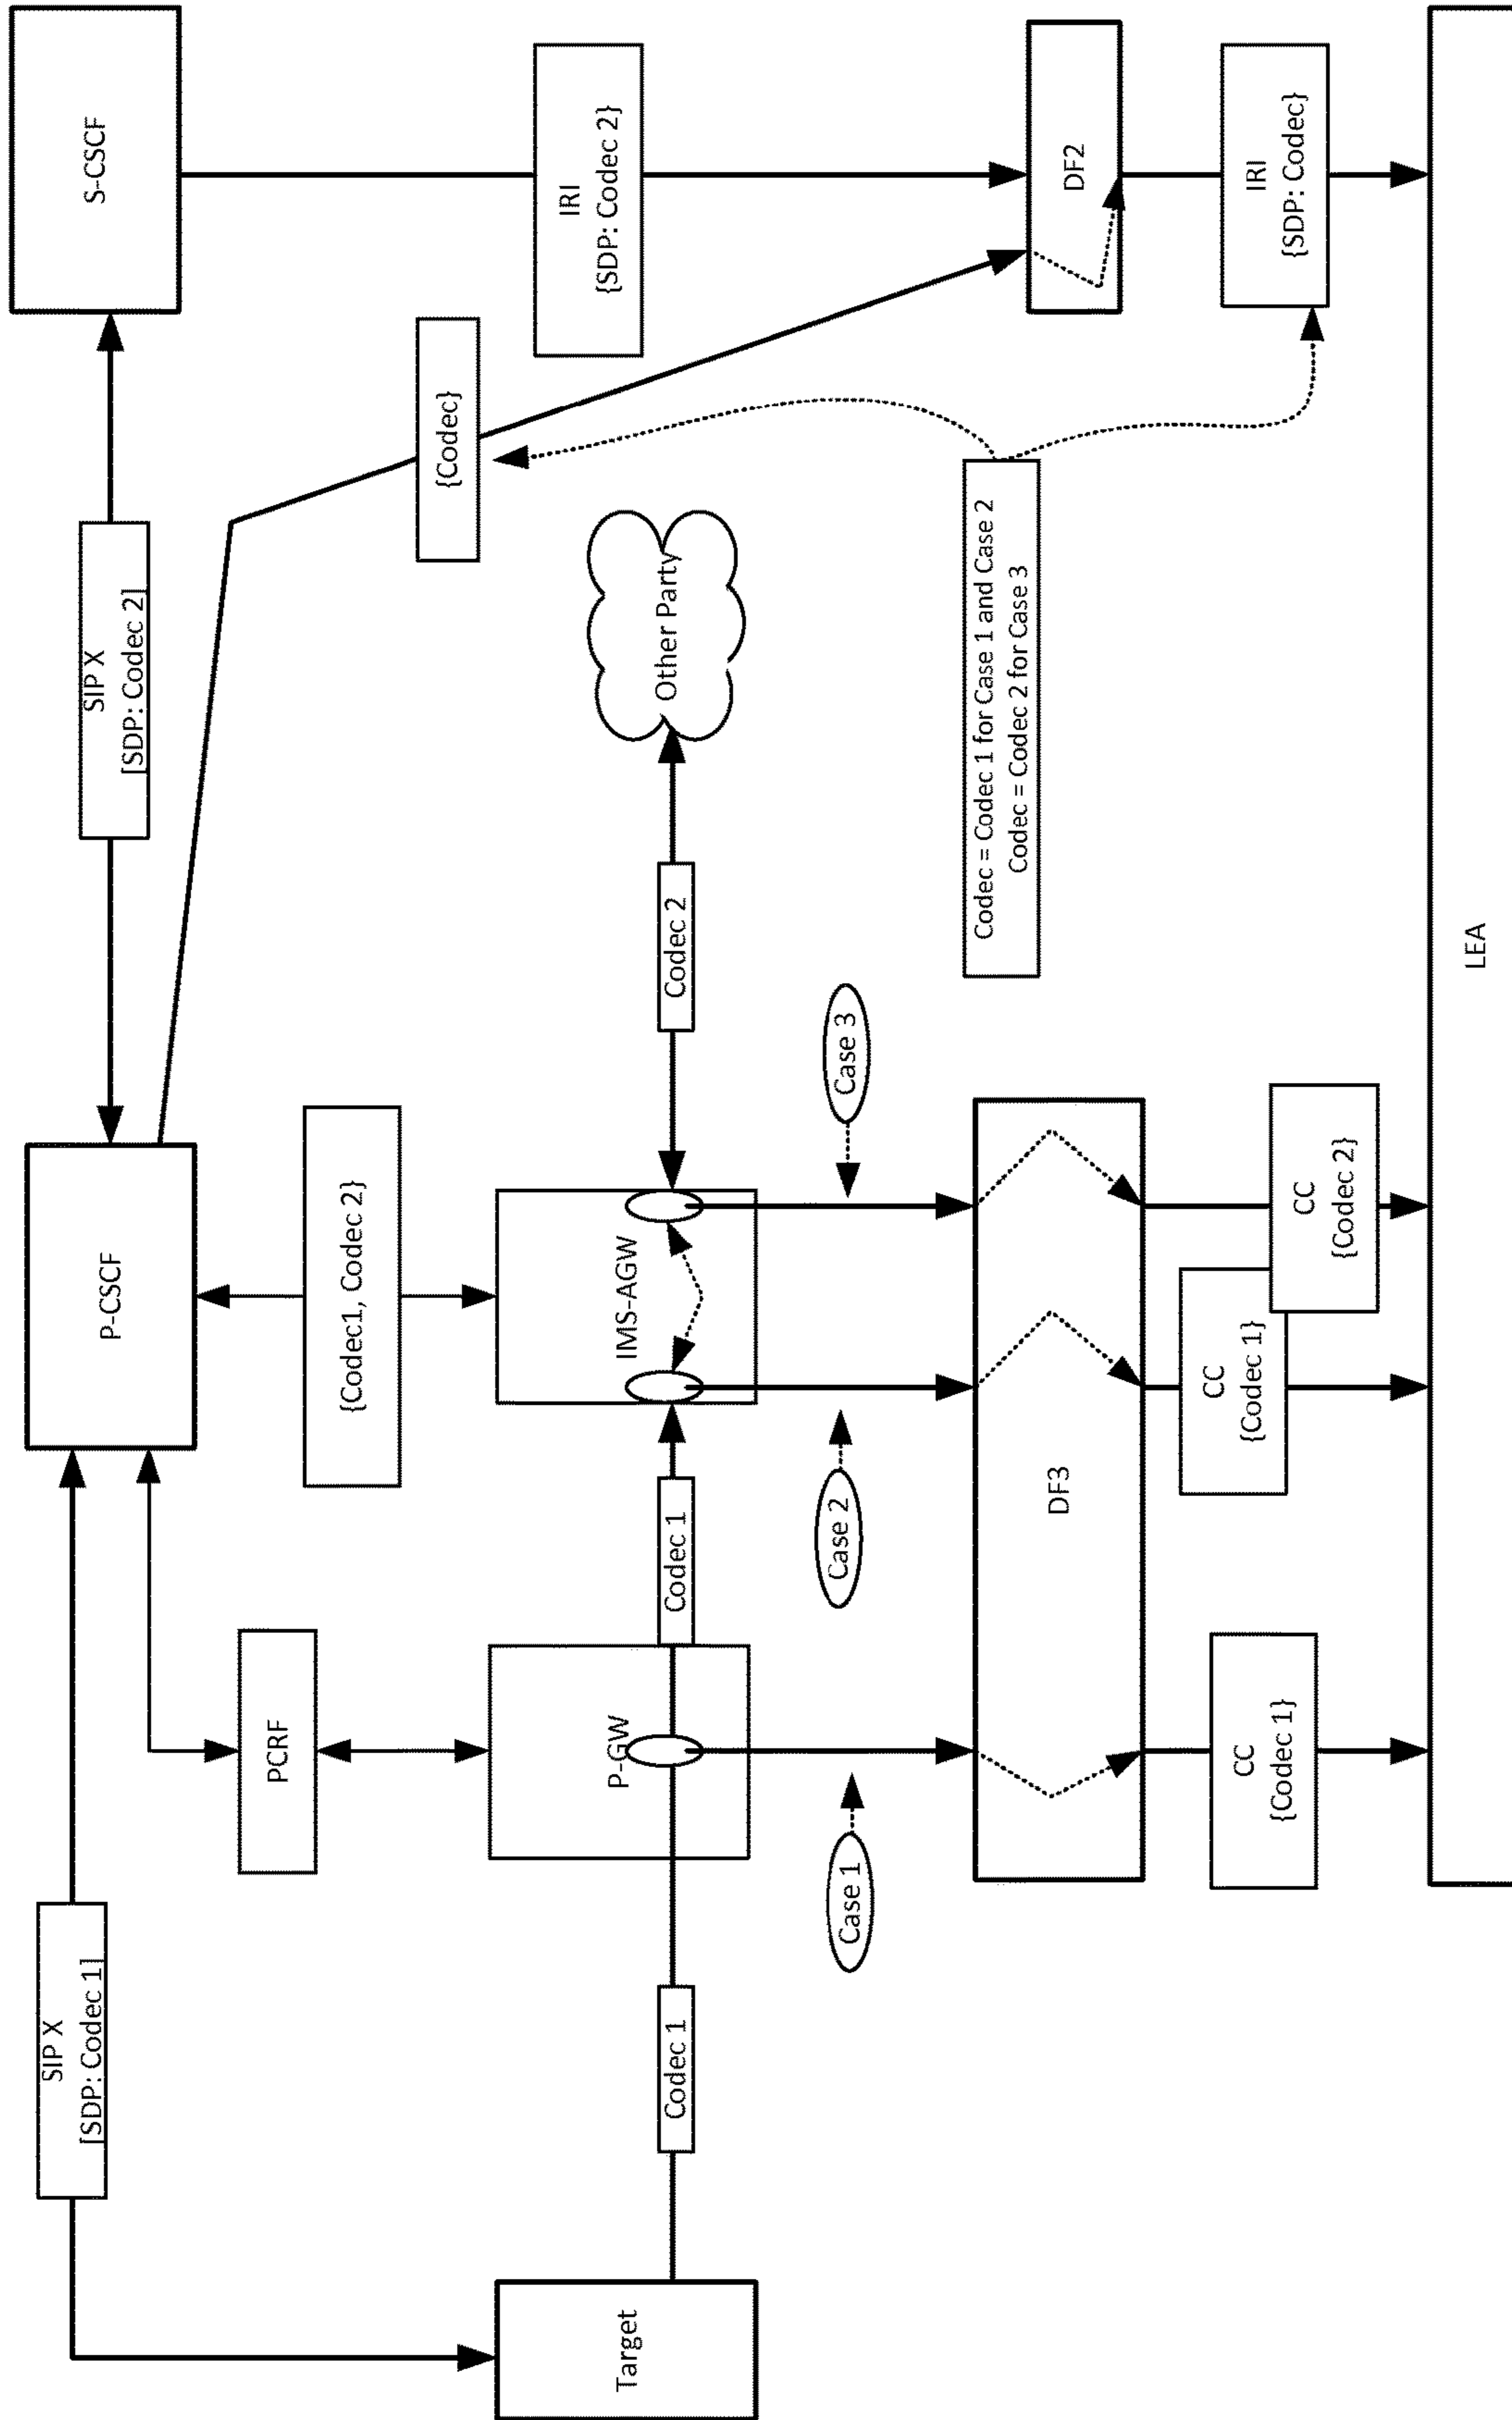 SIP X
[SDP: Codec 1]
SIP X
[SDP: Codec 2]
P-CSCF
S-CSCF
PCRF
{Codec1, Codec 2}
{Codec}
IRI
{SDP: Codec 2}
Target
Codec 1
P-GW
Codec 1
IMS-AGW
Codec 2
Other Party
Case 1
Case 2
Case 3
Codec = Codec 1 for Case 1 and Case 2
Codec = Codec 2 for Case 3
DF3
DF2
CC
{Codec 1}
CC
{Codec 1}
CC
{Codec 2}
IRI
{SDP: Codec}
LEA